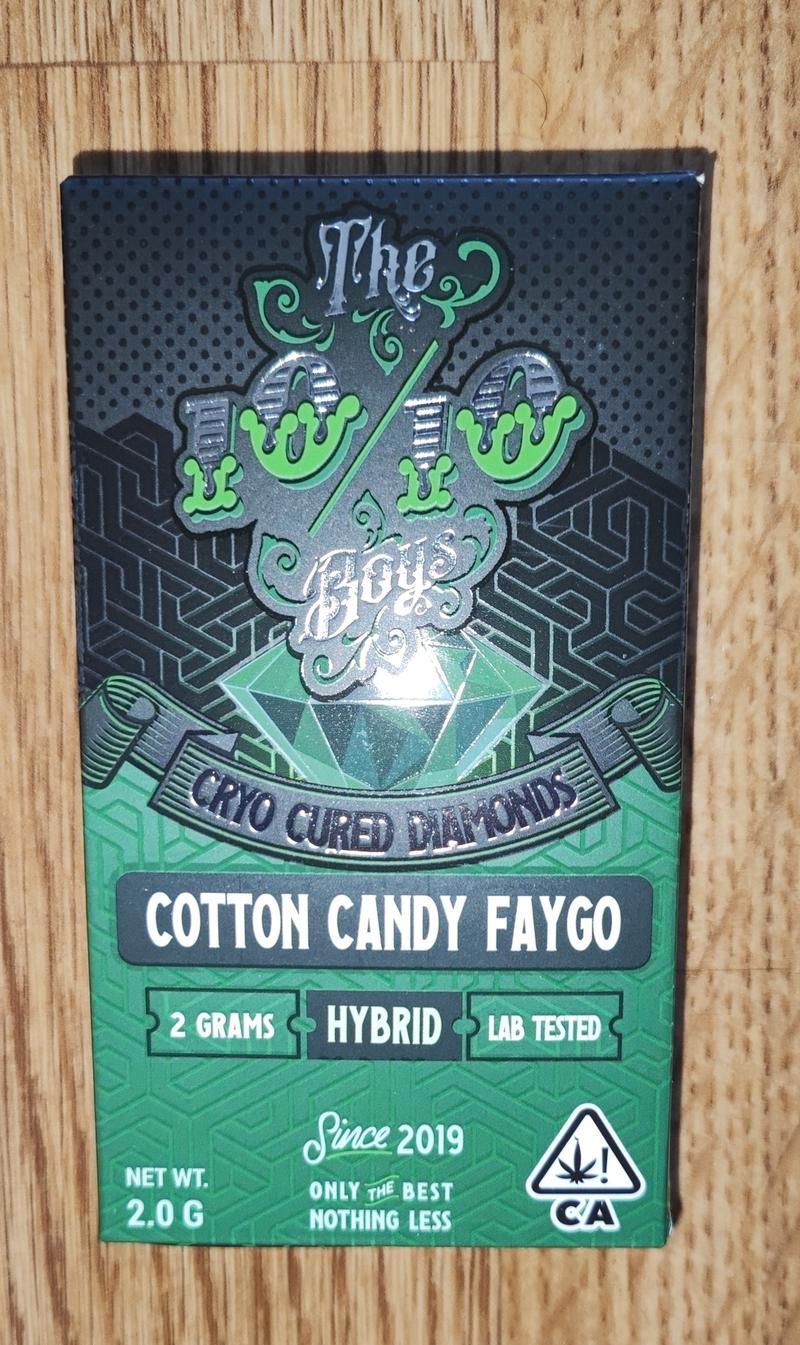 The
10/10
Boys
CRYO CURED DIAMONDS
COTTON CANDY FAYGO
2 GRAMS HYBRID LAB TESTED
Since 2019
NET WT.
2.0 G
ONLY THE BEST
NOTHING LESS
!
CA